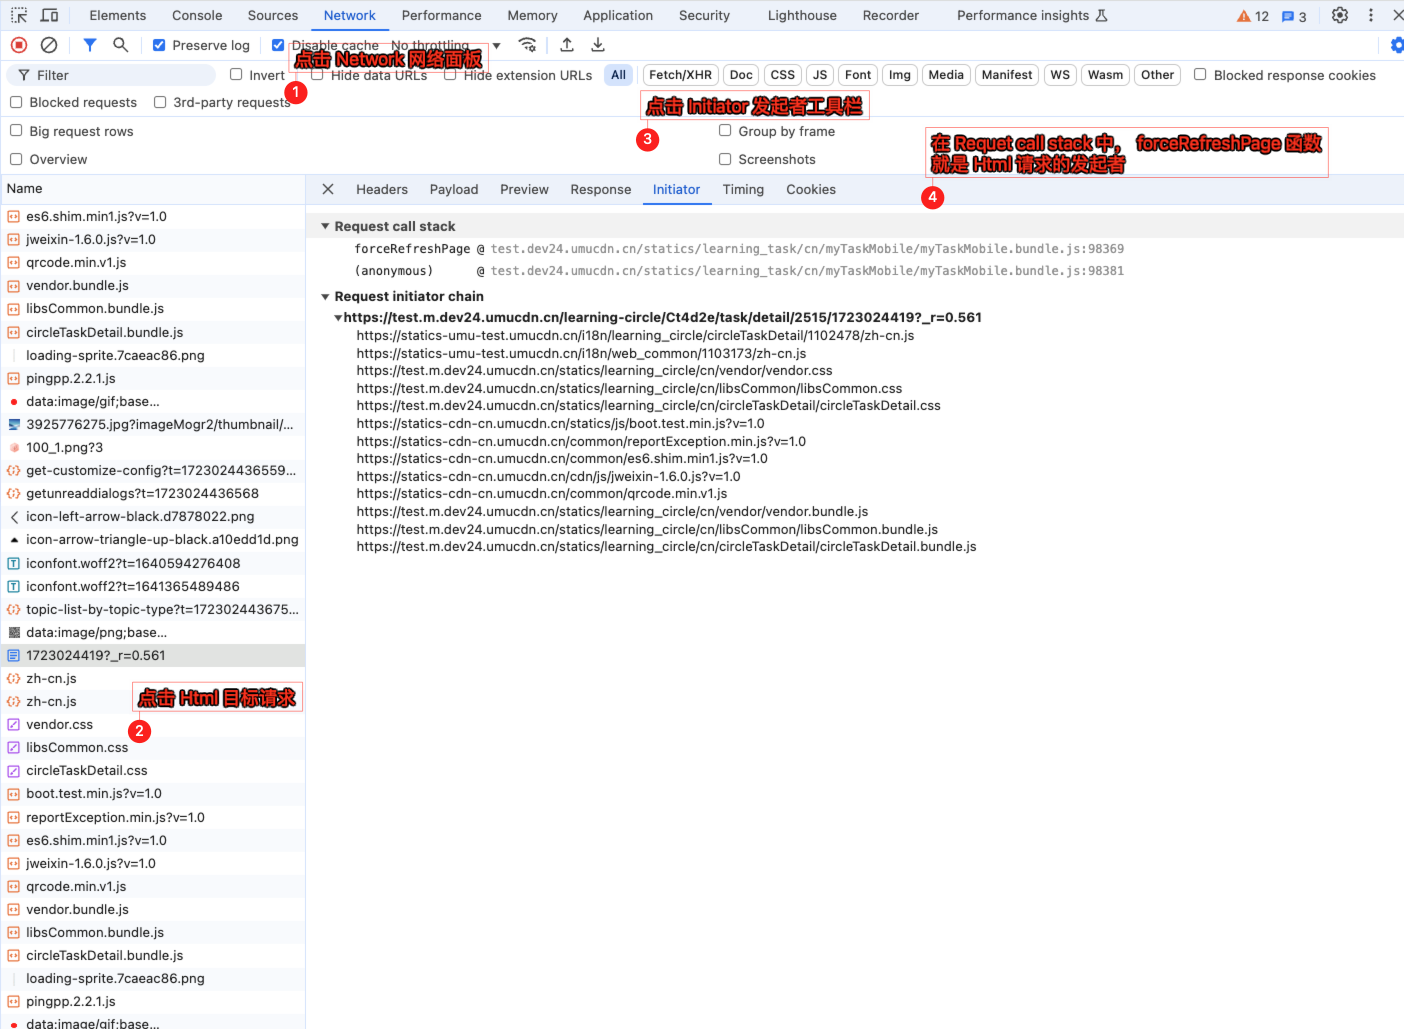 Elements Console Sources Network Performance Memory Application Security Lighthouse Recorder Performance insights 12 3
Preserve log Disable cache No throttling
点击 Network 网络面板
Filter Invert Hide data URLs Hide extension URLs All Fetch/XHR Doc CSS JS Font Img Media Manifest WS Wasm Other Blocked response cookies
1
Blocked requests 3rd-party requests
点击 Initiator 发起者工具栏
3
Big request rows Group by frame
在 Requet call stack 中， forceRefreshPage 函数
就是 Html 请求的发起者
4
Overview Screenshots
Name
Headers Payload Preview Response Initiator Timing Cookies
es6.shim.min1.js?v=1.0
jweixin-1.6.0.js?v=1.0
qrcode.min.v1.js
vendor.bundle.js
libsCommon.bundle.js
circleTaskDetail.bundle.js
loading-sprite.7caeac86.png
pingpp.2.2.1.js
data:image/gif;base...
3925776275.jpg?imageMogr2/thumbnail/...
100_1.png?3
get-customize-config?t=1723024436559...
getunreaddialogs?t=1723024436568
icon-left-arrow-black.d7878022.png
icon-arrow-triangle-up-black.a10edd1d.png
iconfont.woff2?t=1640594276408
iconfont.woff2?t=1641365489486
topic-list-by-topic-type?t=172302443675...
data:image/png;base...
1723024419?_r=0.561
zh-cn.js
zh-cn.js
点击 Html 目标请求
2
vendor.css
libsCommon.css
circleTaskDetail.css
boot.test.min.js?v=1.0
reportException.min.js?v=1.0
es6.shim.min1.js?v=1.0
jweixin-1.6.0.js?v=1.0
qrcode.min.v1.js
vendor.bundle.js
libsCommon.bundle.js
circleTaskDetail.bundle.js
loading-sprite.7caeac86.png
pingpp.2.2.1.js
data:image/gif;base...
Request call stack
forceRefreshPage @ test.dev24.umucdn.cn/statics/learning_task/cn/myTaskMobile/myTaskMobile.bundle.js:98369
(anonymous) @ test.dev24.umucdn.cn/statics/learning_task/cn/myTaskMobile/myTaskMobile.bundle.js:98381
Request initiator chain
https://test.m.dev24.umucdn.cn/learning-circle/Ct4d2e/task/detail/2515/1723024419?_r=0.561
https://statics-umu-test.umucdn.cn/i18n/learning_circle/circleTaskDetail/1102478/zh-cn.js
https://statics-umu-test.umucdn.cn/i18n/web_common/1103173/zh-cn.js
https://test.m.dev24.umucdn.cn/statics/learning_circle/cn/vendor/vendor.css
https://test.m.dev24.umucdn.cn/statics/learning_circle/cn/libsCommon/libsCommon.css
https://test.m.dev24.umucdn.cn/statics/learning_circle/cn/circleTaskDetail/circleTaskDetail.css
https://statics-cdn-cn.umucdn.cn/statics/js/boot.test.min.js?v=1.0
https://statics-cdn-cn.umucdn.cn/common/reportException.min.js?v=1.0
https://statics-cdn-cn.umucdn.cn/common/es6.shim.min1.js?v=1.0
https://statics-cdn-cn.umucdn.cn/cdn/js/jweixin-1.6.0.js?v=1.0
https://statics-cdn-cn.umucdn.cn/common/qrcode.min.v1.js
https://test.m.dev24.umucdn.cn/statics/learning_circle/cn/vendor/vendor.bundle.js
https://test.m.dev24.umucdn.cn/statics/learning_circle/cn/libsCommon/libsCommon.bundle.js
https://test.m.dev24.umucdn.cn/statics/learning_circle/cn/circleTaskDetail/circleTaskDetail.bundle.js